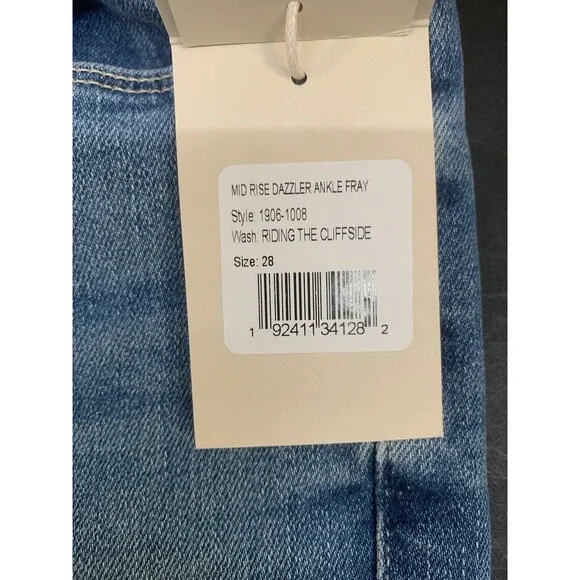 MID RISE DAZZLER ANKLE FRAY
Style: 1906-1008
Wash: RIDING THE CLIFFSIDE
Size: 28
1 92411 34128 2